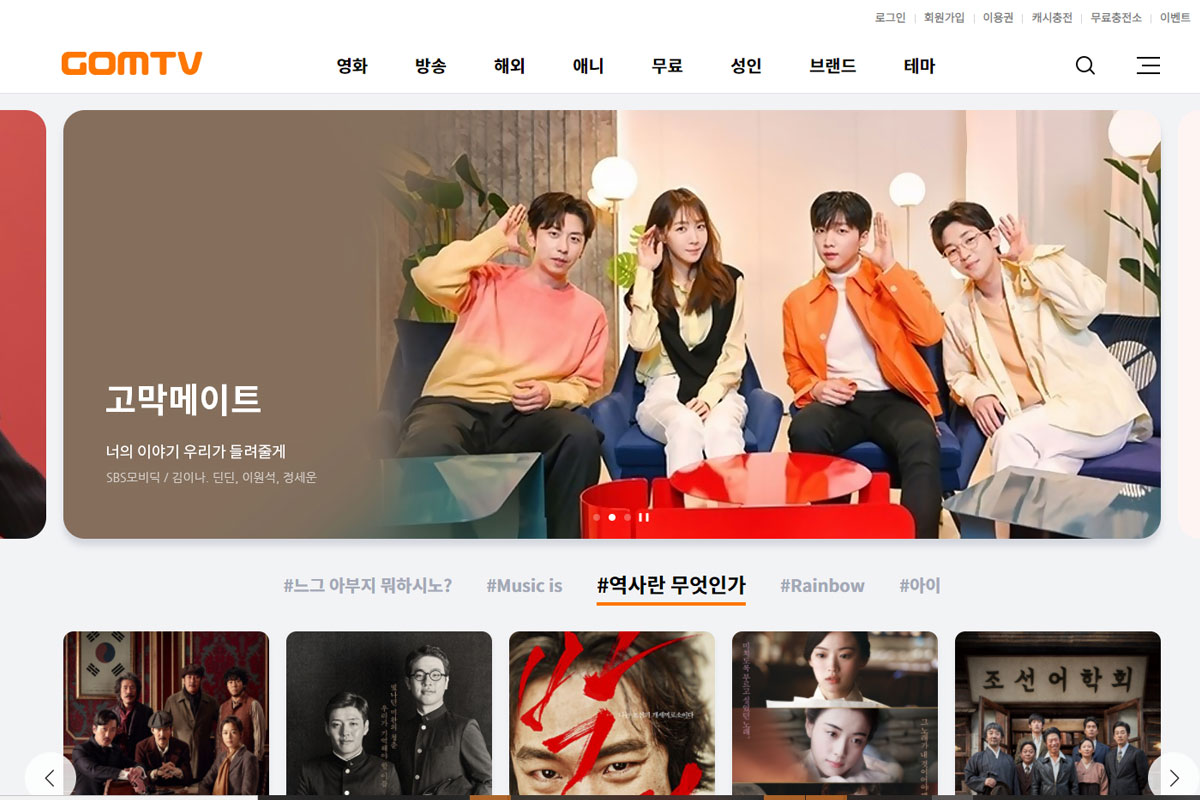 로그인 회원가입 이용권 캐시충전 무료충전소 이벤트
GOMTV 영화 방송 해외 애니 무료 성인 브랜드 테마
고막메이트
너의 이야기 우리가 들려줄게
SBS모비딕 / 김이나. 딘딘, 이원석, 정세운
#느그 아부지 뭐하시노? #Music is #역사란 무엇인가 #Rainbow #아이
조선어학회